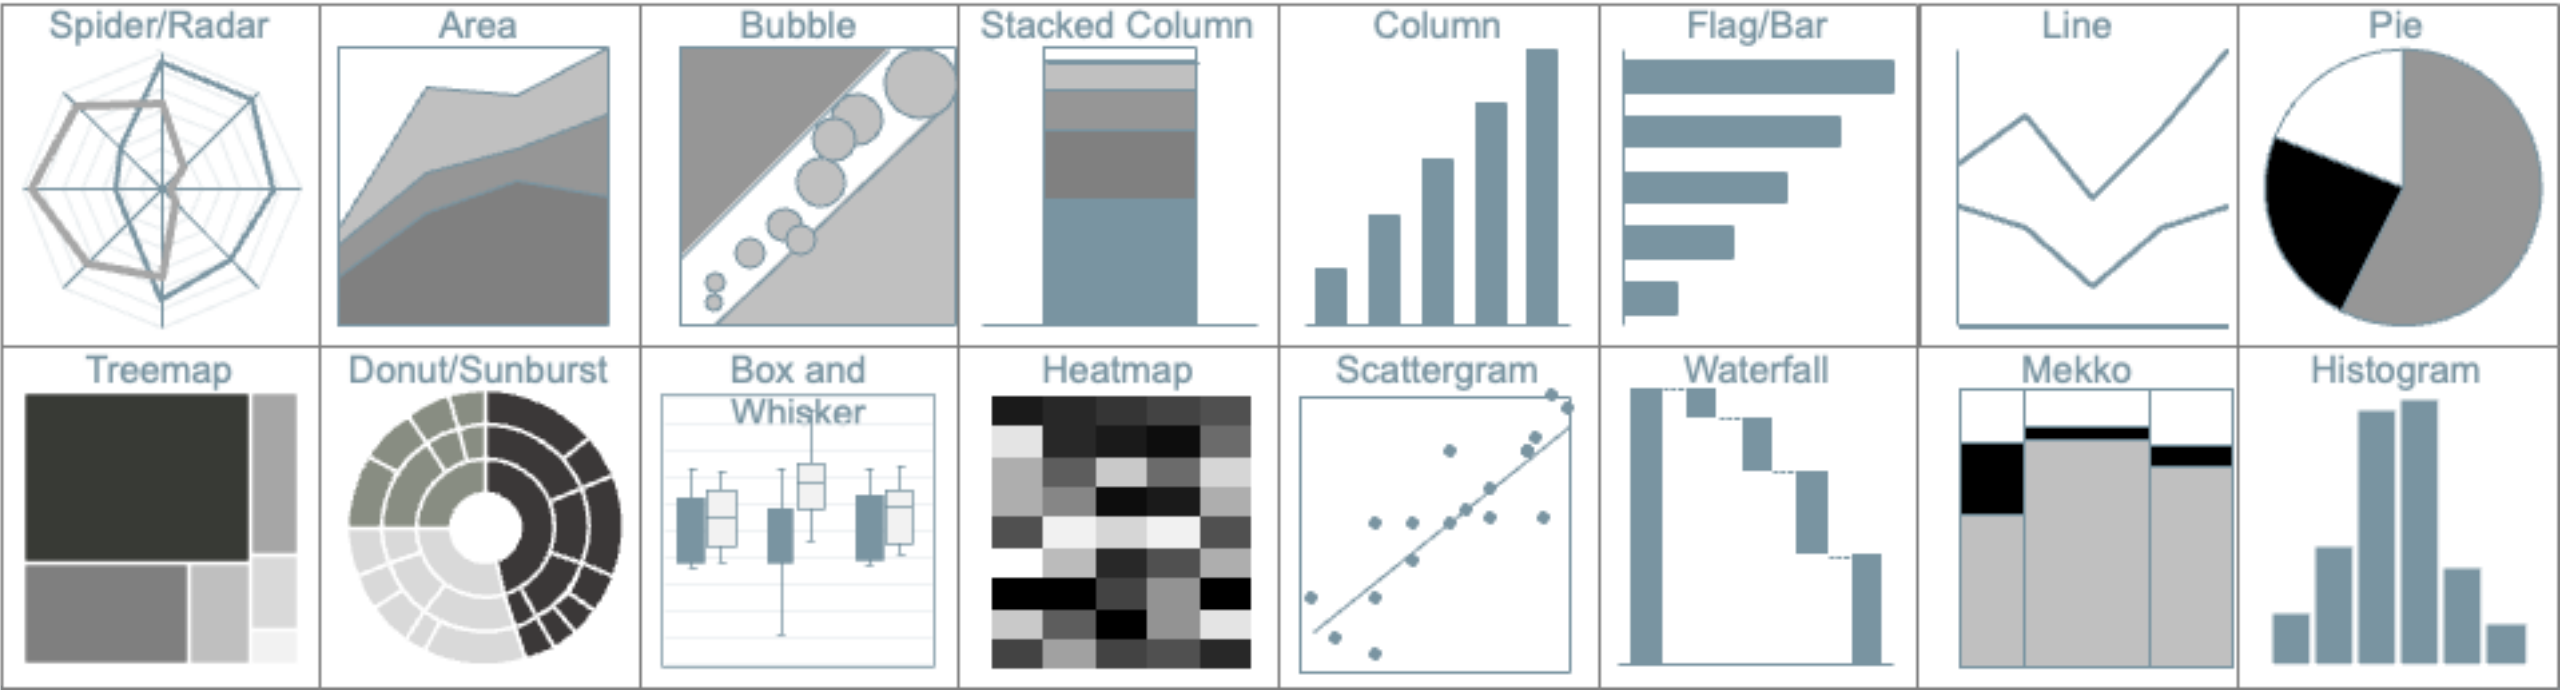 Spider/Radar
Area
Bubble
Stacked Column
Column
Flag/Bar
Line
Pie
Treemap
Donut/Sunburst
Box and
Whisker
Heatmap
Scattergram
Waterfall
Mekko
Histogram